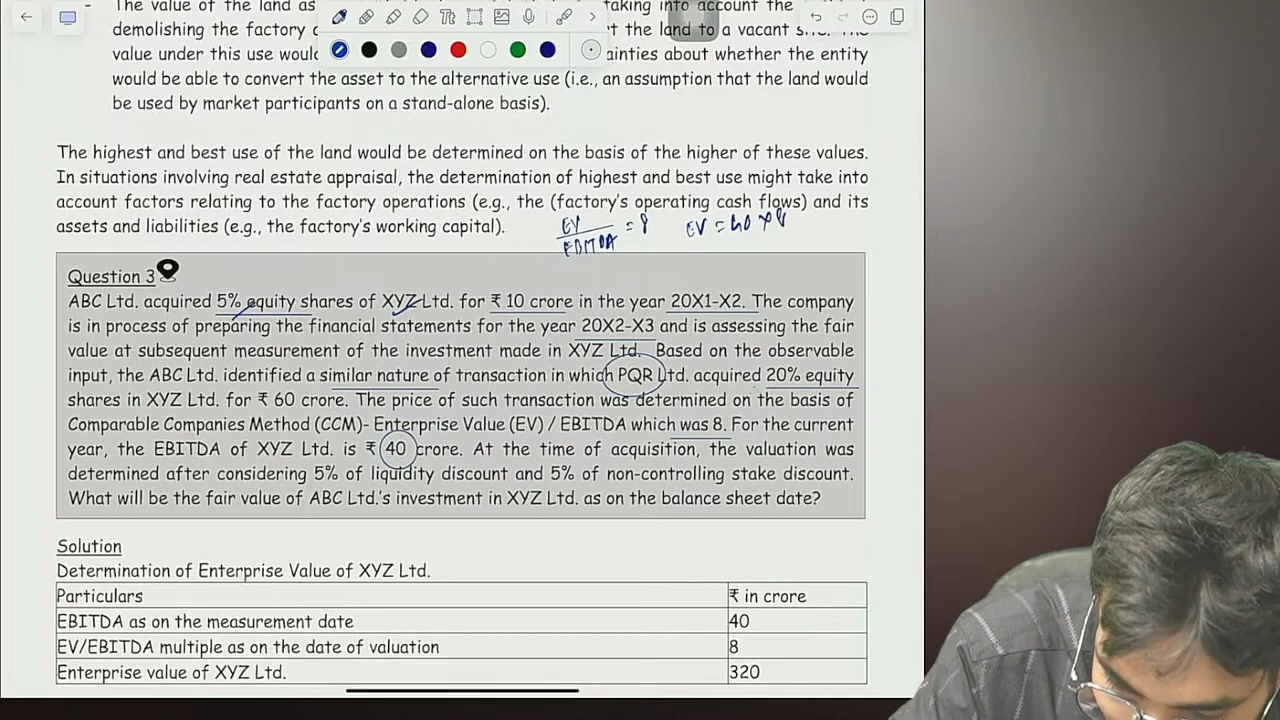 The value of the land as taking into account the
demolishing the factory t the land to a vacant
value under this use woul ainties about whether the entity
would be able to convert the asset to the alternative use (i.e., an assumption that the land would
be used by market participants on a stand-alone basis).
The highest and best use of the land would be determined on the basis of the higher of these values.
In situations involving real estate appraisal, the determination of highest and best use might take into
account factors relating to the factory operations (e.g., the (factory's operating cash flows) and its
assets and liabilities (e.g., the factory's working capital).
EV/EBITDA = 8 EV = 40 × 8
Question 3
ABC Ltd. acquired 5% equity shares of XYZ Ltd. for ₹ 10 crore in the year 20X1-X2. The company
is in process of preparing the financial statements for the year 20X2-X3 and is assessing the fair
value at subsequent measurement of the investment made in XYZ Ltd. Based on the observable
input, the ABC Ltd. identified a similar nature of transaction in which PQR Ltd. acquired 20% equity
shares in XYZ Ltd. for ₹ 60 crore. The price of such transaction was determined on the basis of
Comparable Companies Method (CCM)- Enterprise Value (EV) / EBITDA which was 8. For the current
year, the EBITDA of XYZ Ltd. is ₹ 40 crore. At the time of acquisition, the valuation was
determined after considering 5% of liquidity discount and 5% of non-controlling stake discount.
What will be the fair value of ABC Ltd.'s investment in XYZ Ltd. as on the balance sheet date?
Solution
Determination of Enterprise Value of XYZ Ltd.
Particulars ₹ in crore
EBITDA as on the measurement date 40
EV/EBITDA multiple as on the date of valuation 8
Enterprise value of XYZ Ltd. 320